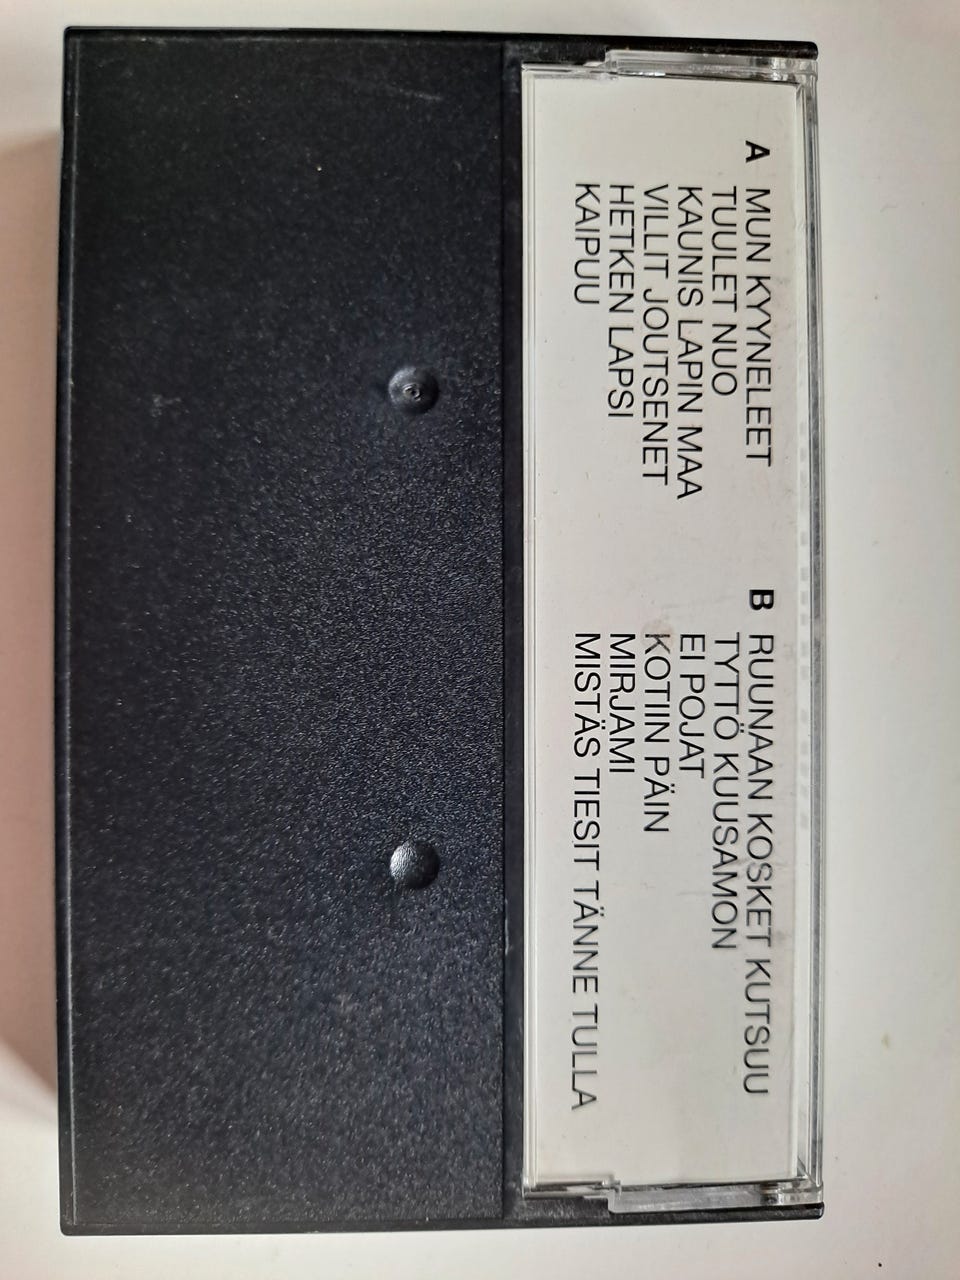 A MUN KYYNELEET
TUULET NUO
KAUNIS LAPIN MAA
VILLIT JOUTSENET
HETKEN LAPSI
KAIPUU
B RUUNAAN KOSKET KUTSUU
TYTTÖ KUUSAMON
EI POJAT
KOTIIN PÄIN
MIRJAMI
MISTÄS TIESIT TÄNNE TULLA